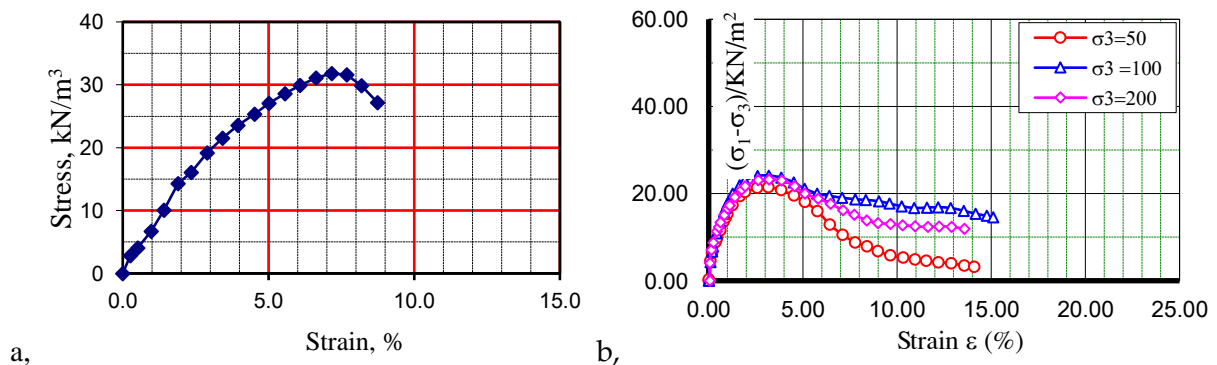 40
30
20
10
0
0.0 5.0 10.0 15.0
Stress, kN/m³
Strain, %
a,
60.00
40.00
20.00
0.00
0.00 5.00 10.00 15.00 20.00 25.00
(σ₁-σ₃)/KN/m²
σ3=50
σ3 =100
σ3=200
Strain ε (%)
b,